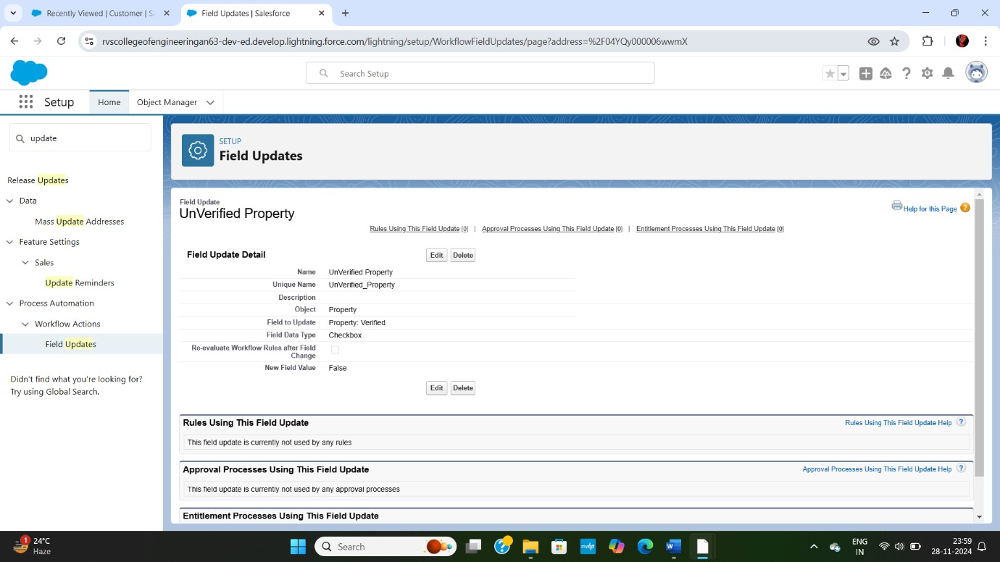 Recently Viewed | Customer | S
Field Updates | Salesforce
rvscollegeofengineeringan63-dev-ed.develop.lightning.force.com/lightning/setup/WorkflowFieldUpdates/page?address=%2F04YQy000006wwmX
Search Setup
Setup
Home
Object Manager
update
Release Updates
Data
Mass Update Addresses
Feature Settings
Sales
Update Reminders
Process Automation
Workflow Actions
Field Updates
Didn't find what you're looking for?
Try using Global Search.
SETUP
Field Updates
Field Update
UnVerified Property
Help for this Page
Rules Using This Field Update [0] | Approval Processes Using This Field Update [0] | Entitlement Processes Using This Field Update [0]
Field Update Detail
Edit Delete
Name UnVerified Property
Unique Name UnVerified_Property
Description
Object Property
Field to Update Property: Verified
Field Data Type Checkbox
Re-evaluate Workflow Rules after Field
Change
New Field Value False
Edit Delete
Rules Using This Field Update
Rules Using This Field Update Help ?
This field update is currently not used by any rules
Approval Processes Using This Field Update
Approval Processes Using This Field Update Help ?
This field update is currently not used by any approval processes
Entitlement Processes Using This Field Update
1
24°C
Haze
Search
myhp
W
ENG
IN
23:59
28-11-2024